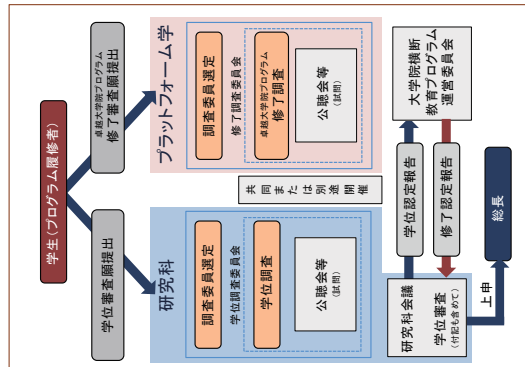 学生(プログラム履修者)
学位審査願提出
卓越大学院プログラム
修了審査願提出
研究科
調査委員選定
学位調査委員会
学位調査
公聴会等
(試問)
共同または別途開催
プラットフォーム学
調査委員選定
修了調査委員会
卓越大学院プログラム
修了調査
公聴会等
(試問)
研究科会議
学位審査
(付記も含めて)
学位認定報告
修了認定報告
大学院横断
教育プログラム
運営委員会
上申
総長